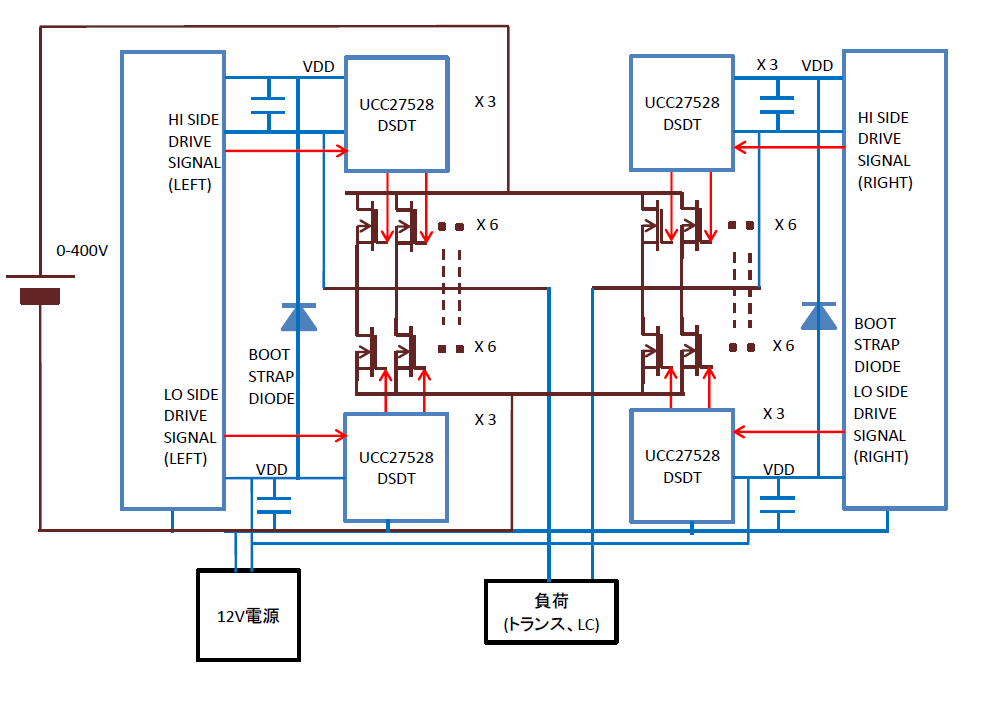 VDD
UCC27528
DSDT
X 3
HI SIDE
DRIVE
SIGNAL
(LEFT)
UCC27528
DSDT
X 3
VDD
HI SIDE
DRIVE
SIGNAL
(RIGHT)
X 6
X 6
0-400V
BOOT
STRAP
DIODE
X 6
X 6
BOOT
STRAP
DIODE
LO SIDE
DRIVE
SIGNAL
(LEFT)
X 3
UCC27528
DSDT
VDD
UCC27528
DSDT
X 3
VDD
LO SIDE
DRIVE
SIGNAL
(RIGHT)
12V電源
負荷
(トランス、LC)